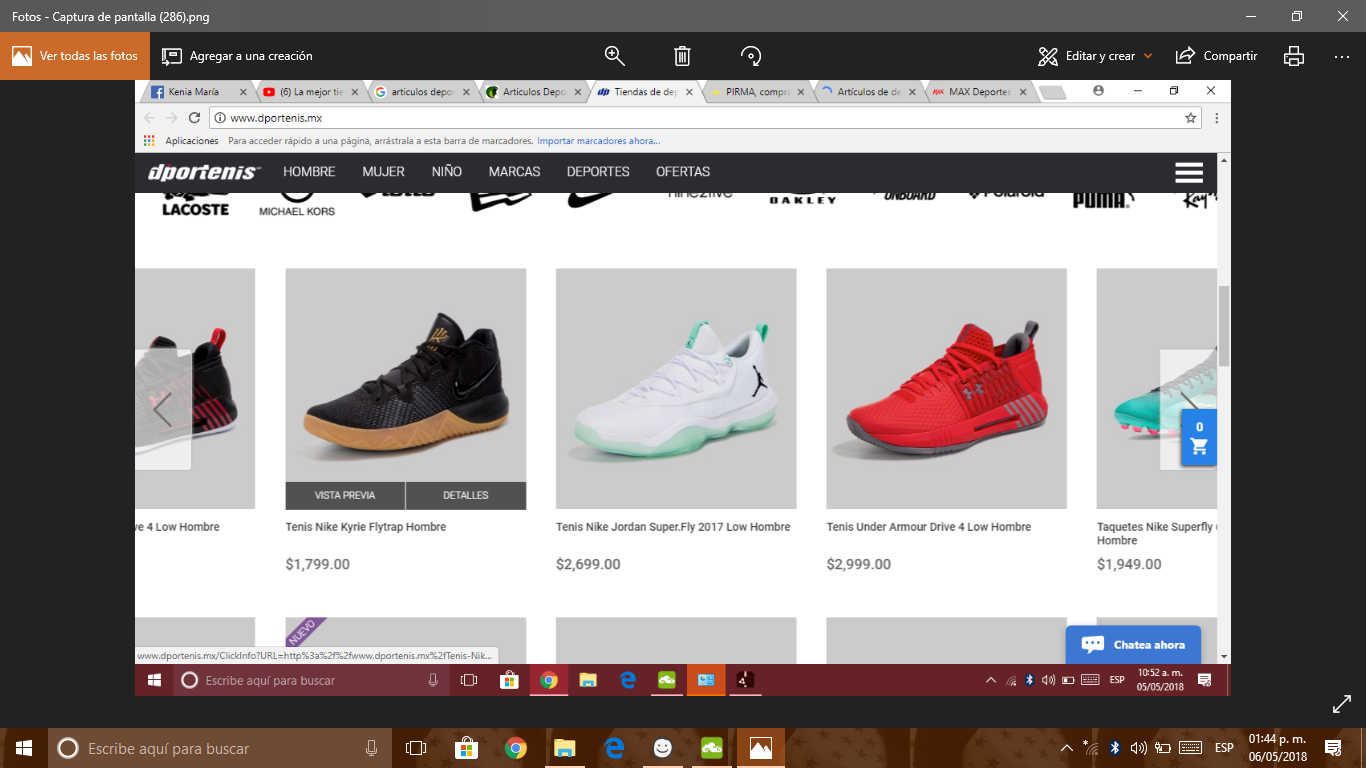 Fotos - Captura de pantalla (286).png
Ver todas las fotos
Agregar a una creación
Editar y crear
Compartir
Kenia María
(6) La mejor tie
articulos depo
Articulos Depo
Tiendas de dep
PIRMA, compra
Artículos de de
MAX Deportes
www.dportenis.mx
Aplicaciones
Para acceder rápido a una página, arrástrala a esta barra de marcadores. Importar marcadores ahora...
dportenis
HOMBRE
MUJER
NIÑO
MARCAS
DEPORTES
OFERTAS
LACOSTE
MICHAEL KORS
nine2five
OAKLEY
ONBOARD
Polaroid
PUMA
Ray
VISTA PREVIA
DETALLES
ve 4 Low Hombre
Tenis Nike Kyrie Flytrap Hombre
$1,799.00
Tenis Nike Jordan Super.Fly 2017 Low Hombre
$2,699.00
Tenis Under Armour Drive 4 Low Hombre
$2,999.00
Taquetes Nike Superfly
Hombre
$1,949.00
0
NUEVO
Chatea ahora
www.dportenis.mx/ClickInfo?URL=http%3a%2f%2fwww.dportenis.mx%2fTenis-Nik...
Escribe aquí para buscar
ESP
10:52 a. m.
05/05/2018
Escribe aquí para buscar
ESP
01:44 p. m.
06/05/2018